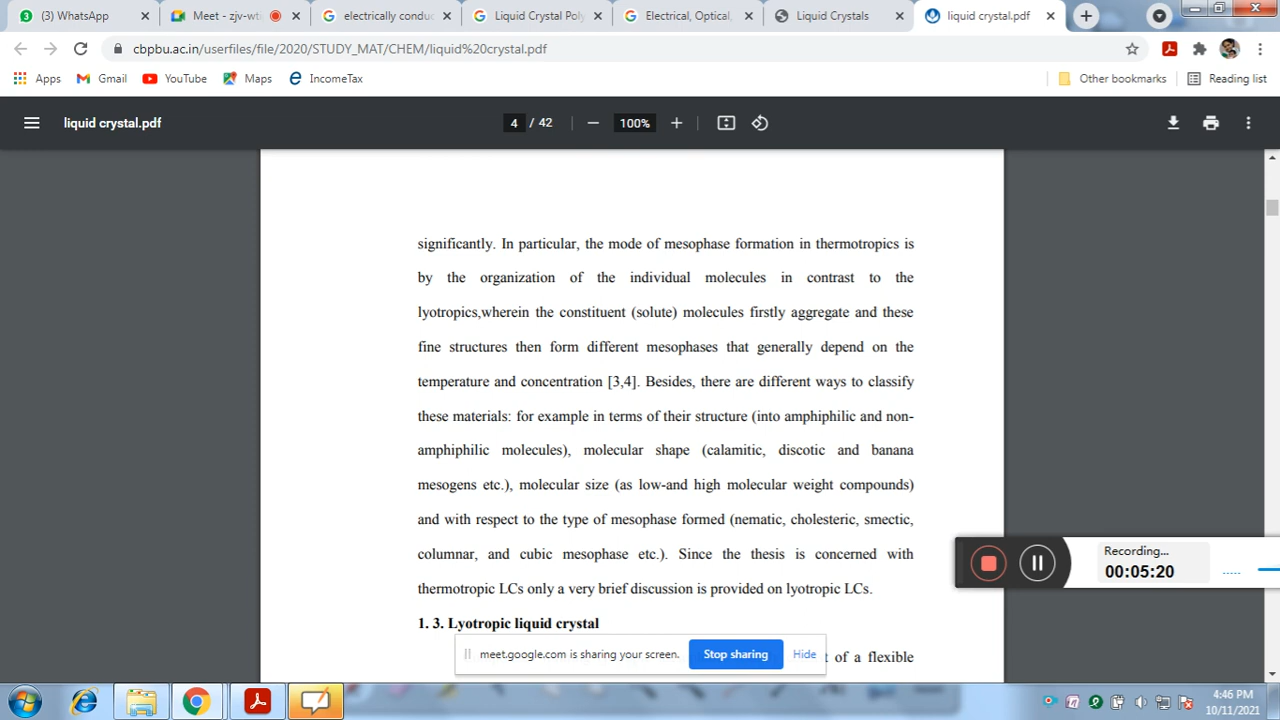 (3) WhatsApp
Meet - zjv-wti
electrically conduc
Liquid Crystal Poly
Electrical, Optical,
Liquid Crystals
liquid crystal.pdf
cbpbu.ac.in/userfiles/file/2020/STUDY_MAT/CHEM/liquid%20crystal.pdf
Apps
Gmail
YouTube
Maps
IncomeTax
Other bookmarks
Reading list
liquid crystal.pdf
4 / 42
100%
significantly. In particular, the mode of mesophase formation in thermotropics is
by the organization of the individual molecules in contrast to the
lyotropics,wherein the constituent (solute) molecules firstly aggregate and these
fine structures then form different mesophases that generally depend on the
temperature and concentration [3,4]. Besides, there are different ways to classify
these materials: for example in terms of their structure (into amphiphilic and non-
amphiphilic molecules), molecular shape (calamitic, discotic and banana
mesogens etc.), molecular size (as low-and high molecular weight compounds)
and with respect to the type of mesophase formed (nematic, cholesteric, smectic,
columnar, and cubic mesophase etc.). Since the thesis is concerned with
thermotropic LCs only a very brief discussion is provided on lyotropic LCs.
1. 3. Lyotropic liquid crystal
of a flexible
Recording...
00:05:20
meet.google.com is sharing your screen.
Stop sharing
Hide
4:46 PM
10/11/2021